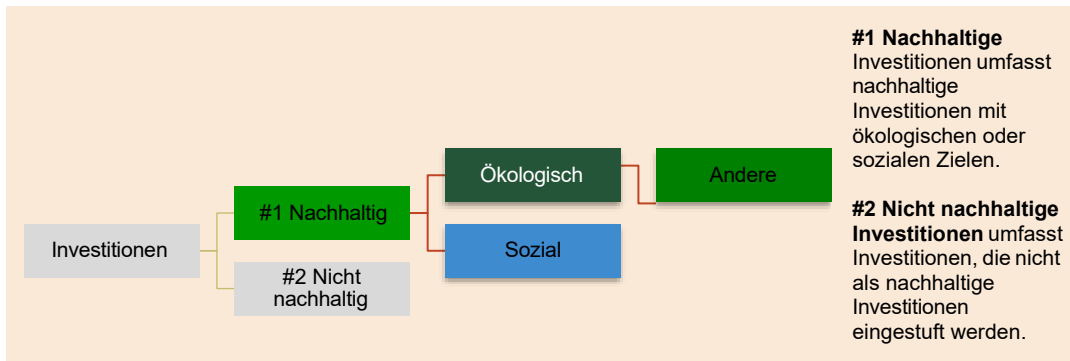 Investitionen
#1 Nachhaltig
#2 Nicht
nachhaltig
Ökologisch
Sozial
Andere
#1 Nachhaltige
Investitionen umfasst
nachhaltige
Investitionen mit
ökologischen oder
sozialen Zielen.
#2 Nicht nachhaltige
Investitionen umfasst
Investitionen, die nicht
als nachhaltige
Investitionen
eingestuft werden.